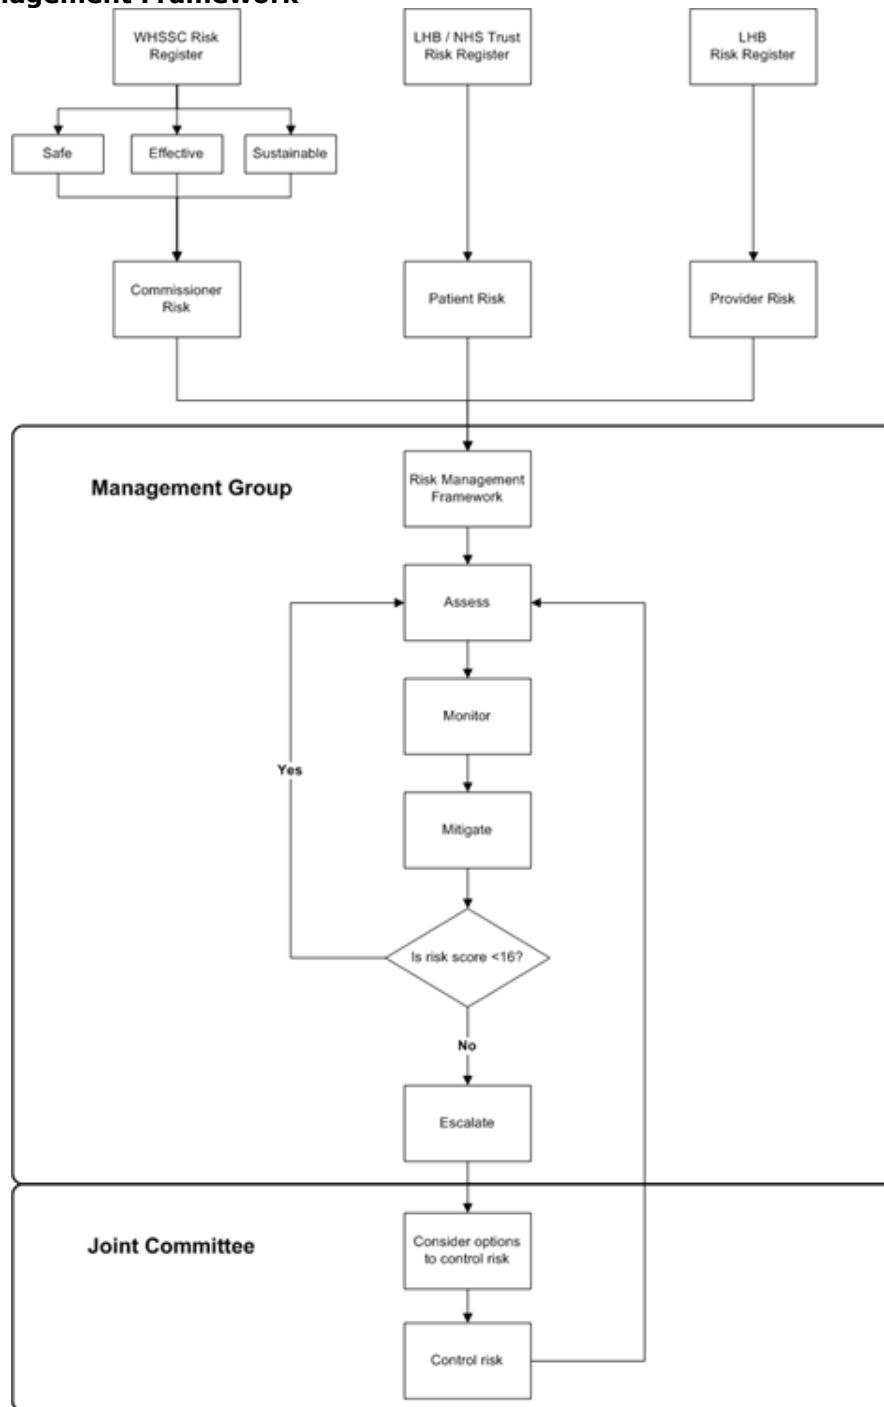 WHSSC Risk
Register
LHB / NHS Trust
Risk Register
LHB
Risk Register
Safe
Effective
Sustainable
Commissioner
Risk
Patient Risk
Provider Risk
Management Group
Risk Management
Framework
Assess
Monitor
Yes
Mitigate
Is risk score <16?
No
Escalate
Joint Committee
Consider options
to control risk
Control risk